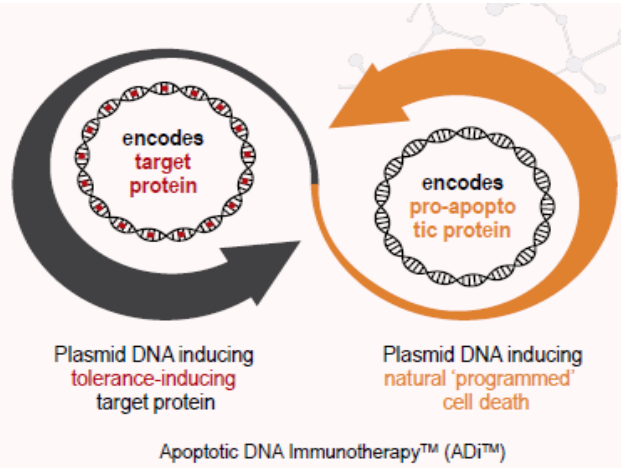 encodes
target
protein
encodes
pro-apopto
tic protein
Plasmid DNA inducing
tolerance-inducing
target protein
Plasmid DNA inducing
natural ‘programmed’
cell death
Apoptotic DNA Immunotherapy™ (ADi™)